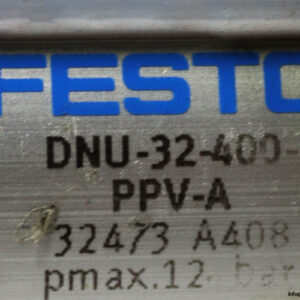 FESTO
DNU-32-400-
PPV-A
32473 A408
pmax.12 bar